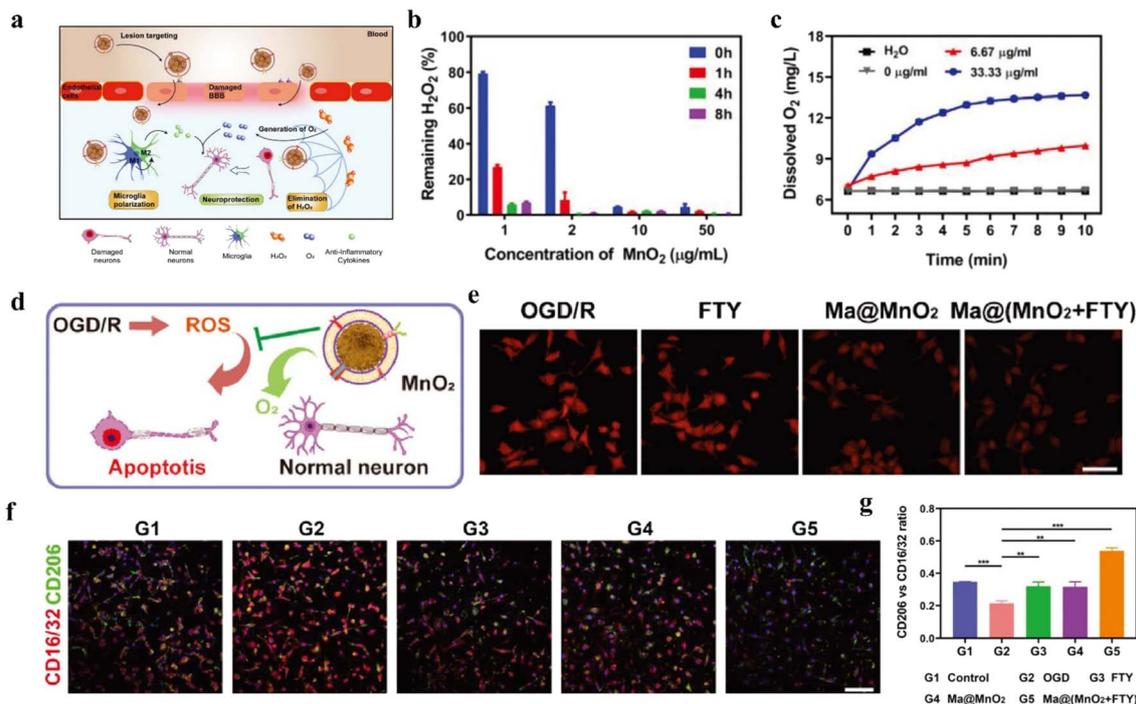 a
Blood
Lesion targeting
Endothelial
cells
Damaged
BBB
Generation of O₂
M1
M2
Microglia
polarization
Neuroprotection
Elimination
of H₂O₂
Damaged
neurons
Normal
neurons
Microglia
H₂O₂
O₂
Anti-Inflammatory
Cytokines
b
Remaining H₂O₂ (%)
100
80
60
40
20
0
0h
1h
4h
8h
1 2 10 50
Concentration of MnO₂ (μg/mL)
c
Dissolved O₂ (mg/L)
18
15
12
9
6
H₂O
0 μg/ml
6.67 μg/ml
33.33 μg/ml
0 1 2 3 4 5 6 7 8 9 10
Time (min)
d
OGD/R
ROS
MnO₂
O₂
Apoptotis
Normal neuron
e
OGD/R FTY Ma@MnO₂ Ma@(MnO₂+FTY)
f
G1 G2 G3 G4 G5
CD16/32 CD206
g
CD206 vs CD16/32 ratio
0.8
0.6
0.4
0.2
0.0
***
**
**
***
G1 G2 G3 G4 G5
G1 Control G2 OGD G3 FTY
G4 Ma@MnO₂ G5 Ma@(MnO₂+FTY)